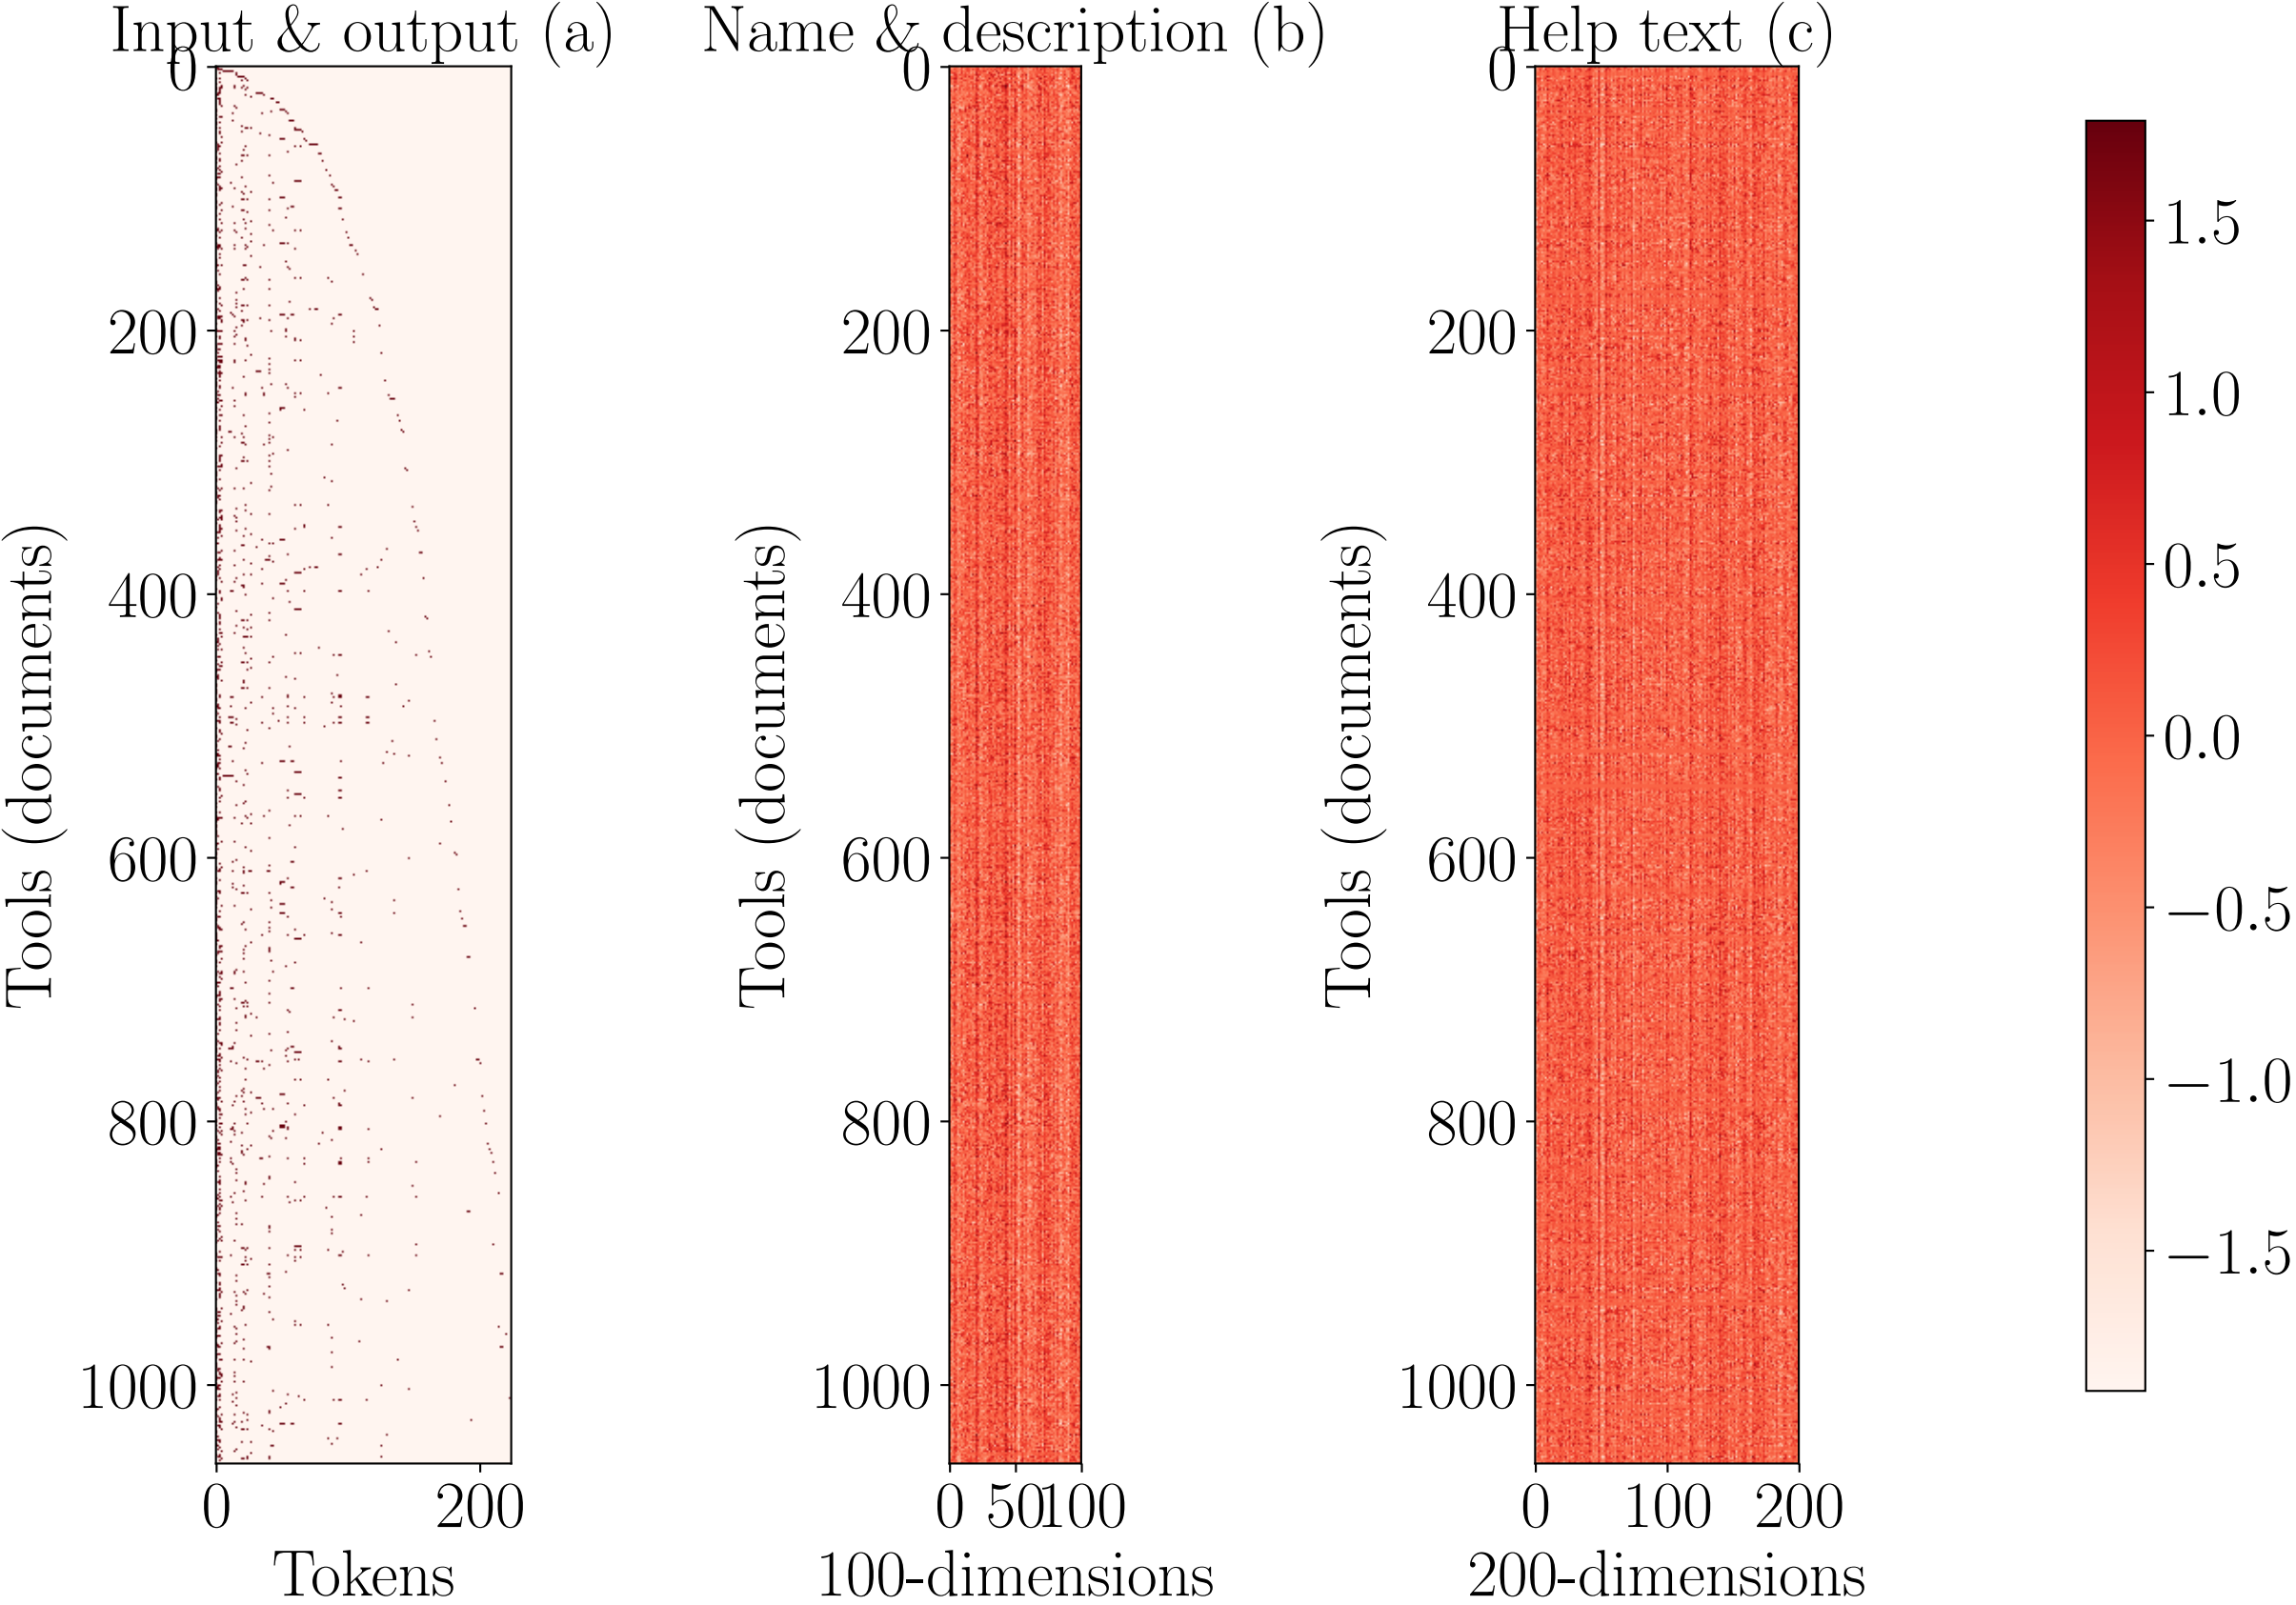 Input & output (a)
0
200
400
600
800
1000
Tools (documents)
0 200
Tokens
Name & description (b)
0
200
400
600
800
1000
Tools (documents)
0 50 100
100-dimensions
Help text (c)
0
200
400
600
800
1000
Tools (documents)
0 100 200
200-dimensions
1.5
1.0
0.5
0.0
−0.5
−1.0
−1.5